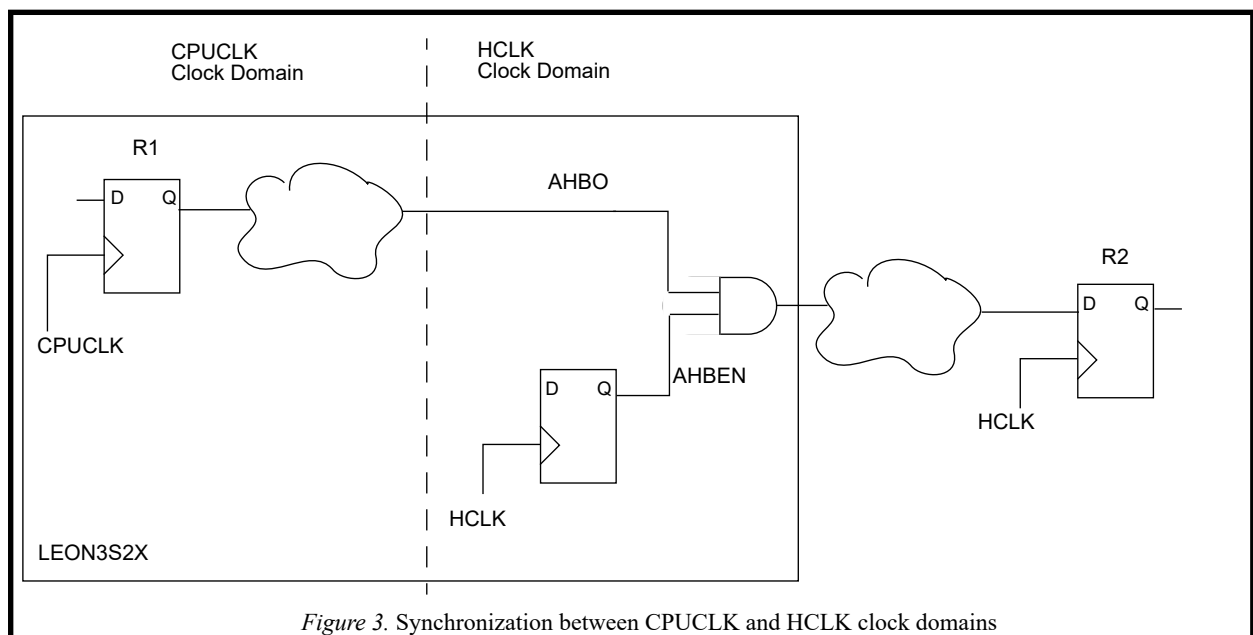 CPUCLK
Clock Domain
HCLK
Clock Domain
R1
D Q
CPUCLK
AHBO
AHBEN
D Q
HCLK
R2
D Q
HCLK
LEON3S2X
Figure 3. Synchronization between CPUCLK and HCLK clock domains